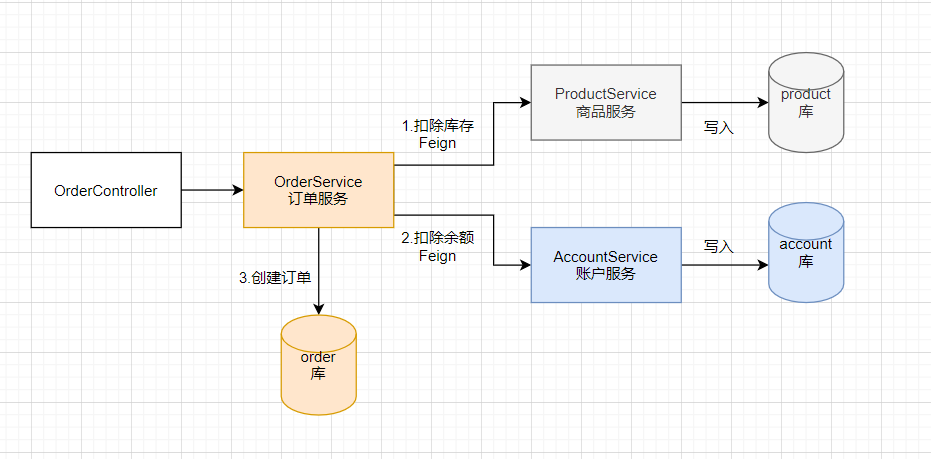 OrderController
OrderService
订单服务
1.扣除库存
Feign
ProductService
商品服务
写入
product
库
2.扣除余额
Feign
AccountService
账户服务
写入
account
库
3.创建订单
order
库